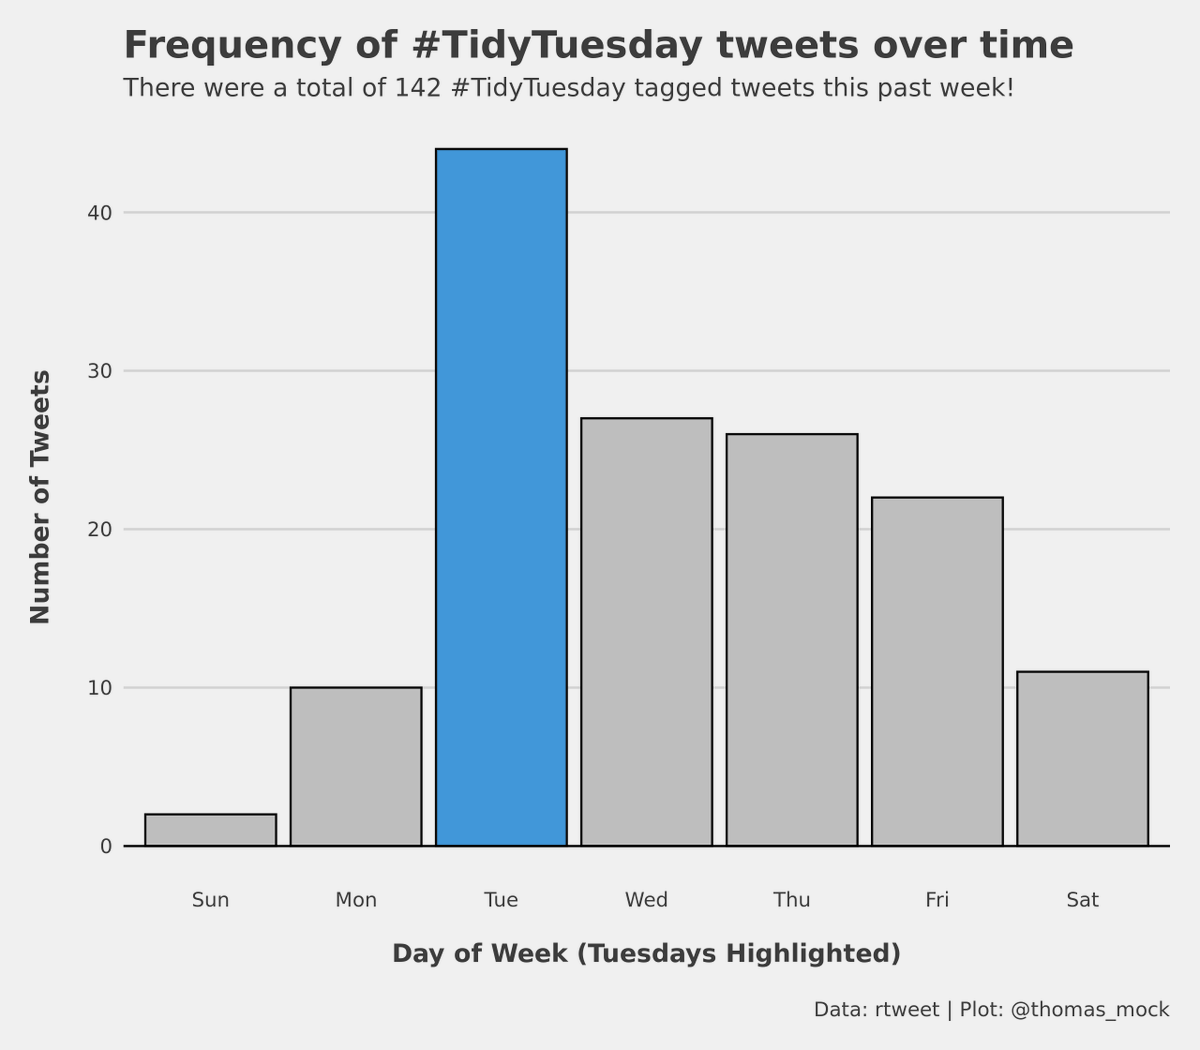 Frequency of #TidyTuesday tweets over time
There were a total of 142 #TidyTuesday tagged tweets this past week!
40
30
20
10
0
Number of Tweets
Sun Mon Tue Wed Thu Fri Sat
Day of Week (Tuesdays Highlighted)
Data: rtweet | Plot: @thomas_mock